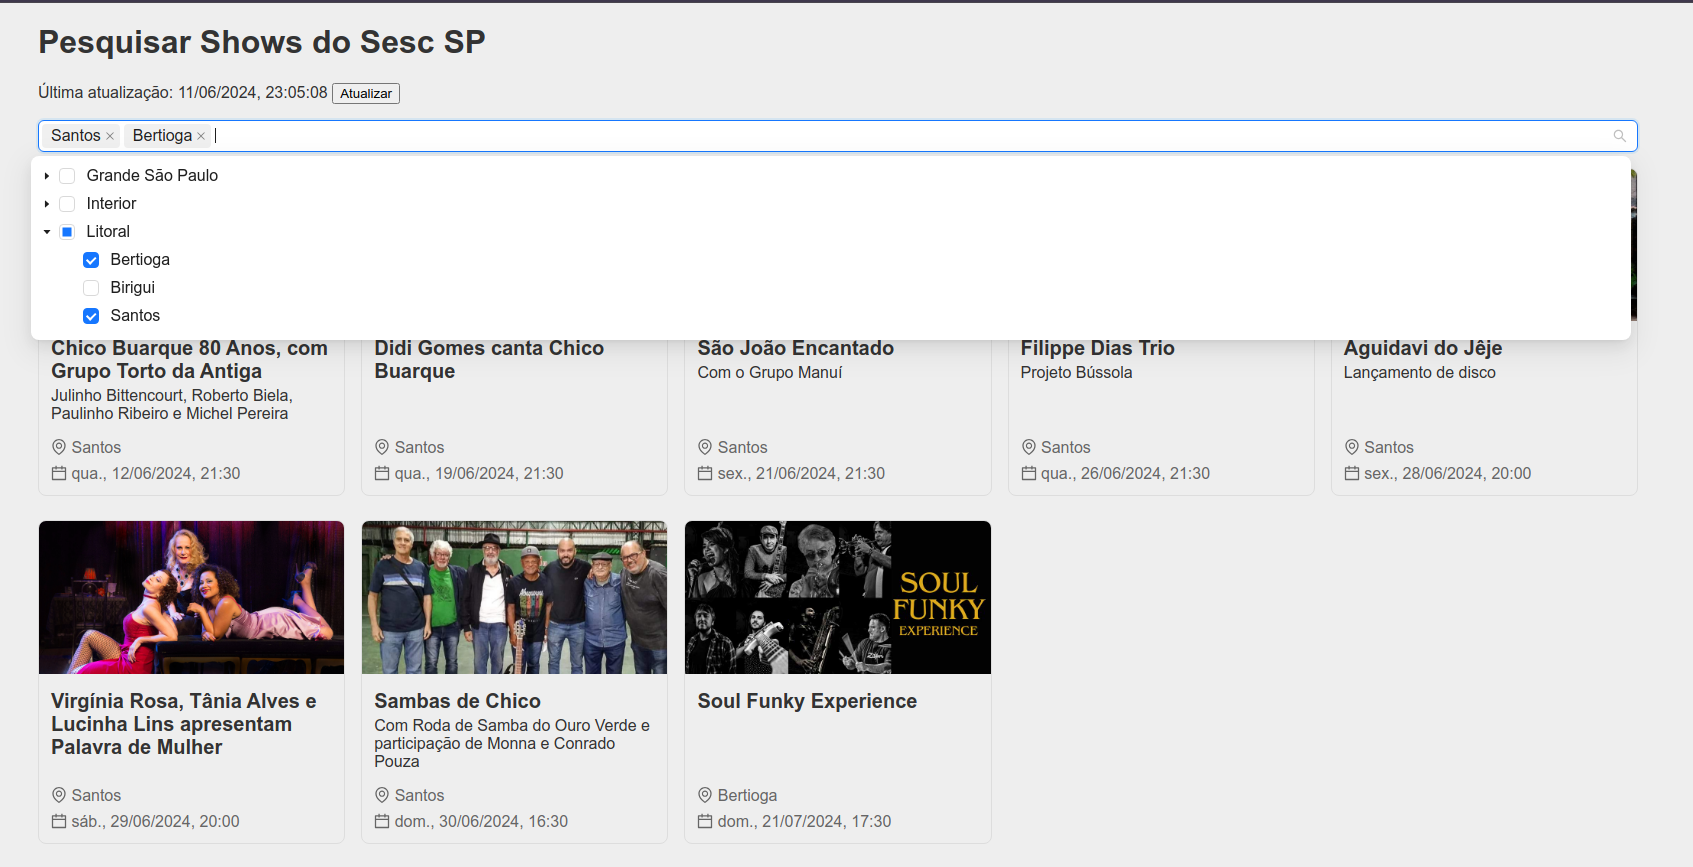 Pesquisar Shows do Sesc SP
Última atualização: 11/06/2024, 23:05:08 Atualizar
Santos × Bertioga ×
Grande São Paulo
Interior
Litoral
Bertioga
Birigui
Santos
Chico Buarque 80 Anos, com
Grupo Torto da Antiga
Julinho Bittencourt, Roberto Biela,
Paulinho Ribeiro e Michel Pereira
Santos
qua., 12/06/2024, 21:30
Didi Gomes canta Chico
Buarque
Santos
qua., 19/06/2024, 21:30
São João Encantado
Com o Grupo Manuí
Santos
sex., 21/06/2024, 21:30
Filippe Dias Trio
Projeto Bússola
Santos
qua., 26/06/2024, 21:30
Aguidavi do Jêje
Lançamento de disco
Santos
sex., 28/06/2024, 20:00
Virgínia Rosa, Tânia Alves e
Lucinha Lins apresentam
Palavra de Mulher
Santos
sáb., 29/06/2024, 20:00
Sambas de Chico
Com Roda de Samba do Ouro Verde e
participação de Monna e Conrado
Pouza
Santos
dom., 30/06/2024, 16:30
SOUL
FUNKY
EXPERIENCE
Soul Funky Experience
Bertioga
dom., 21/07/2024, 17:30